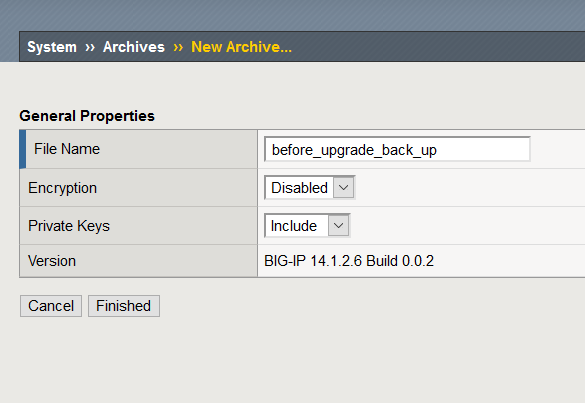 System ›› Archives ›› New Archive...
General Properties
File Name before_upgrade_back_up
Encryption Disabled
Private Keys Include
Version BIG-IP 14.1.2.6 Build 0.0.2
Cancel Finished